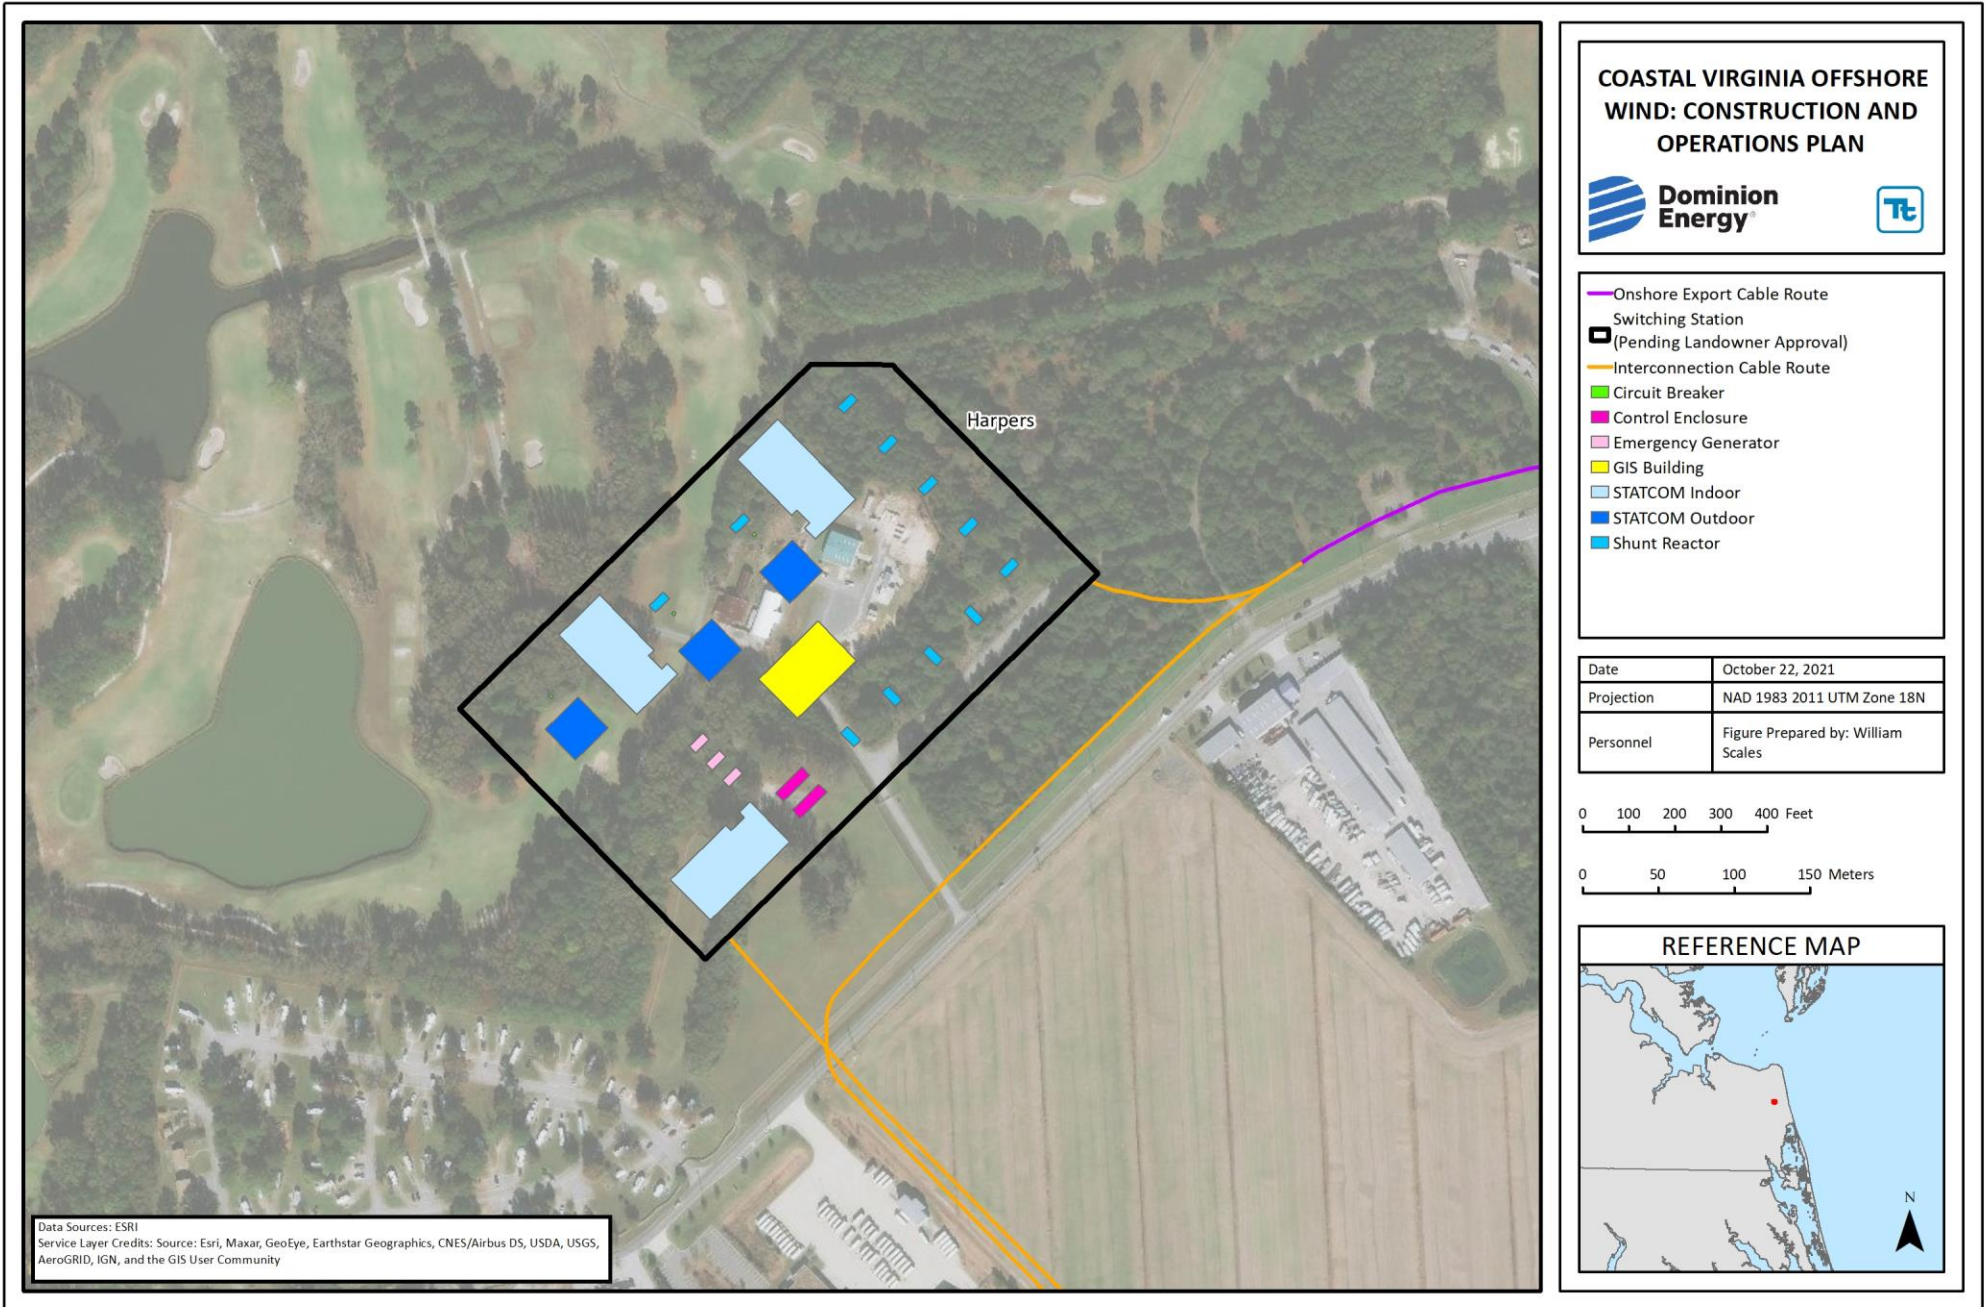 COASTAL VIRGINIA OFFSHORE
WIND: CONSTRUCTION AND
OPERATIONS PLAN
Dominion
Energy®
Tt
Harpers
Onshore Export Cable Route
Switching Station
(Pending Landowner Approval)
Interconnection Cable Route
Circuit Breaker
Control Enclosure
Emergency Generator
GIS Building
STATCOM Indoor
STATCOM Outdoor
Shunt Reactor
Date October 22, 2021
Projection NAD 1983 2011 UTM Zone 18N
Personnel Figure Prepared by: William
Scales
0 100 200 300 400 Feet
0 50 100 150 Meters
REFERENCE MAP
N
Data Sources: ESRI
Service Layer Credits: Source: Esri, Maxar, GeoEye, Earthstar Geographics, CNES/Airbus DS, USDA, USGS,
AeroGRID, IGN, and the GIS User Community